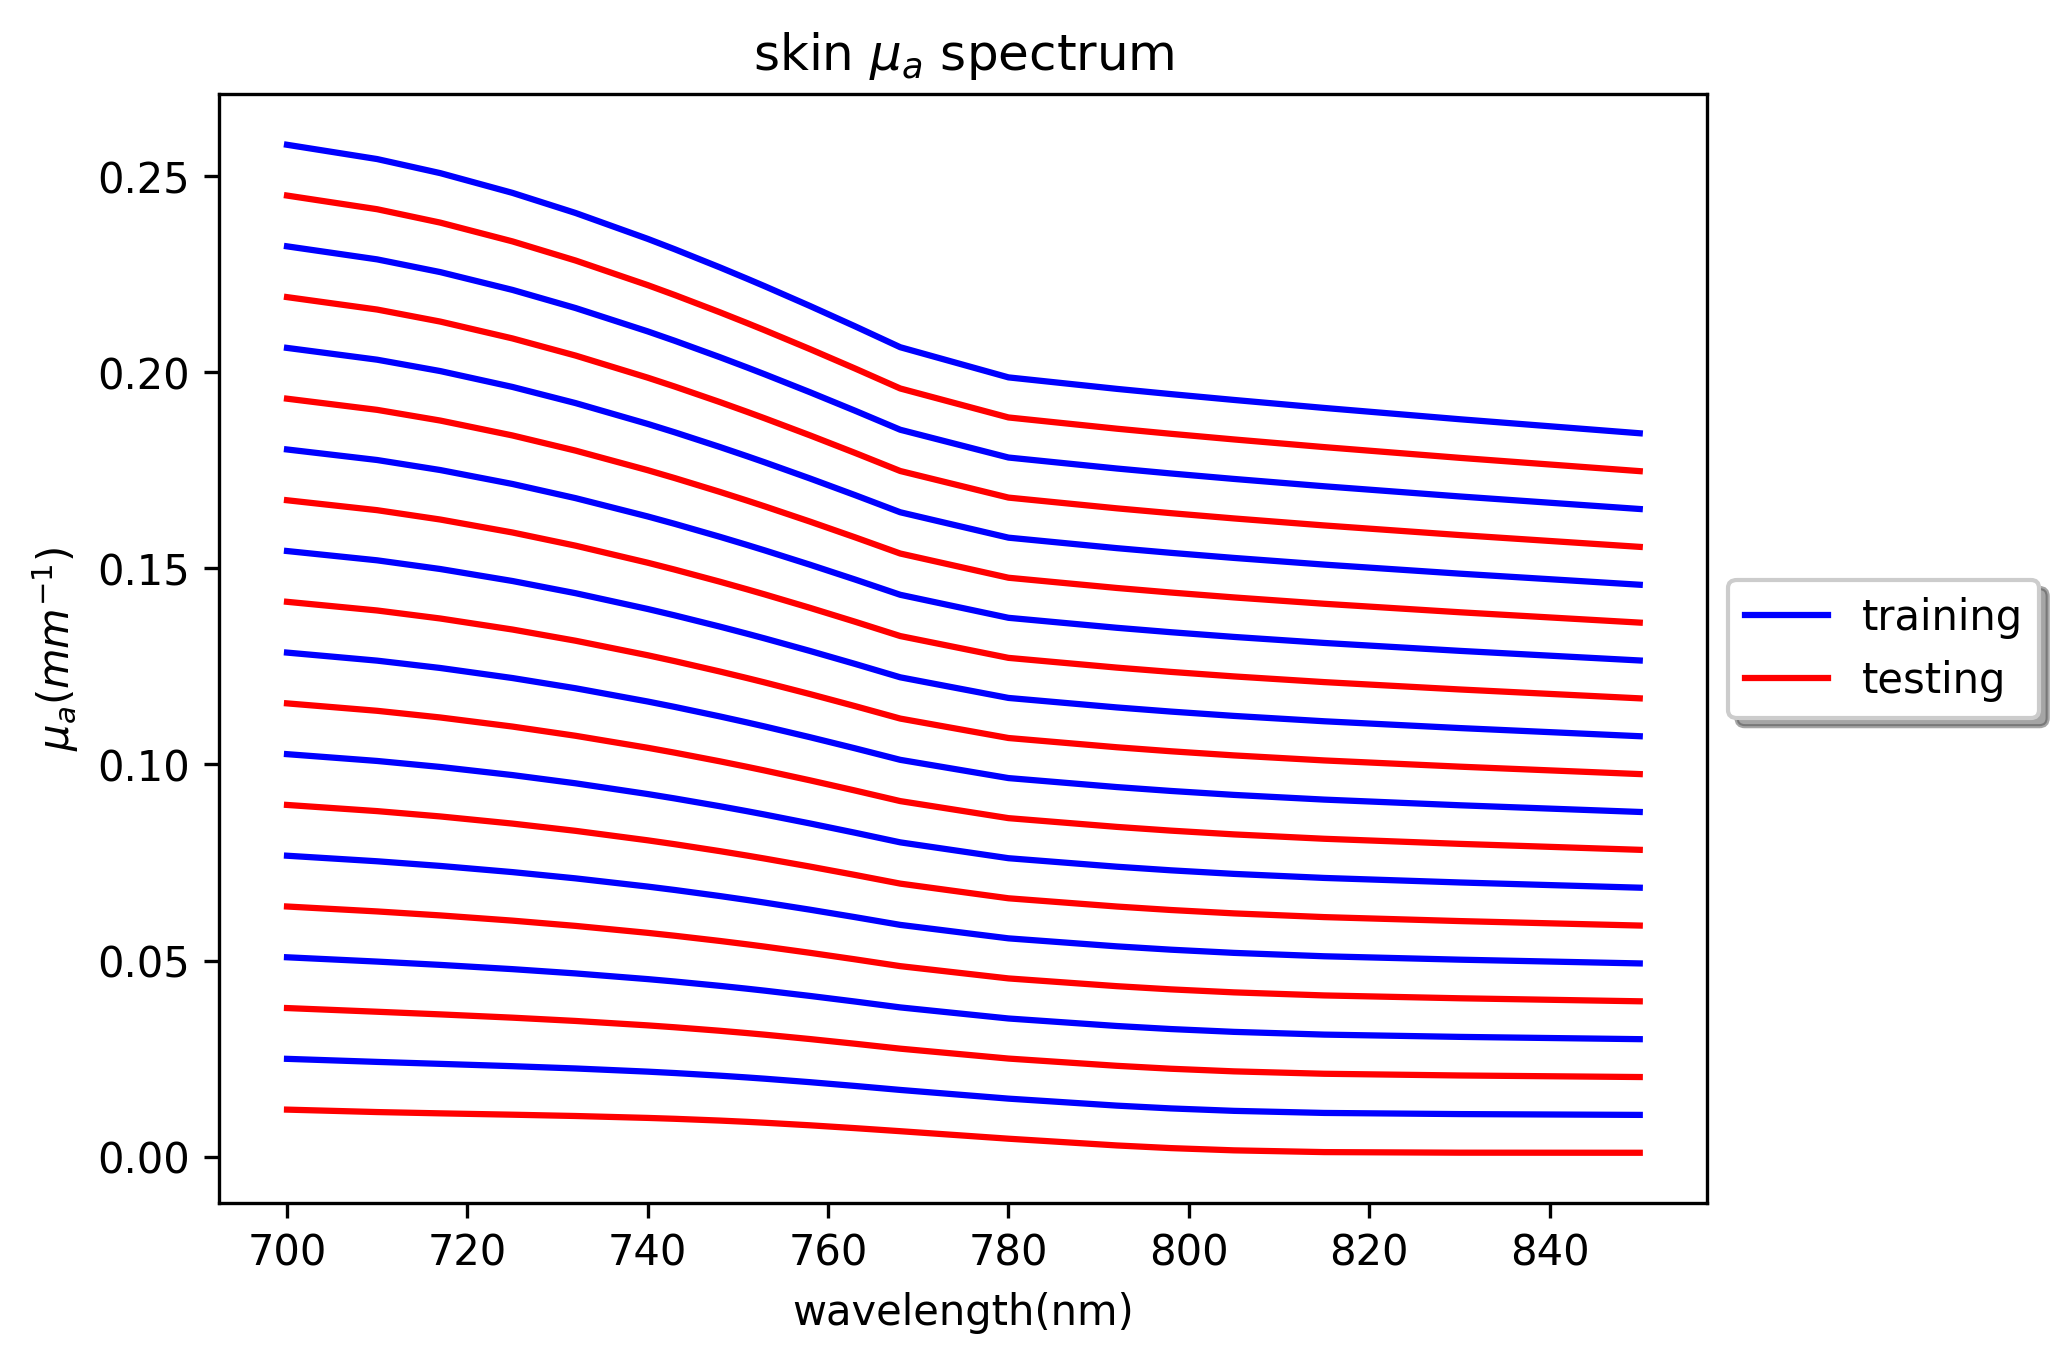 skin μₐ spectrum
μₐ(mm⁻¹)
0.25
0.20
0.15
0.10
0.05
0.00
700 720 740 760 780 800 820 840
wavelength(nm)
training
testing